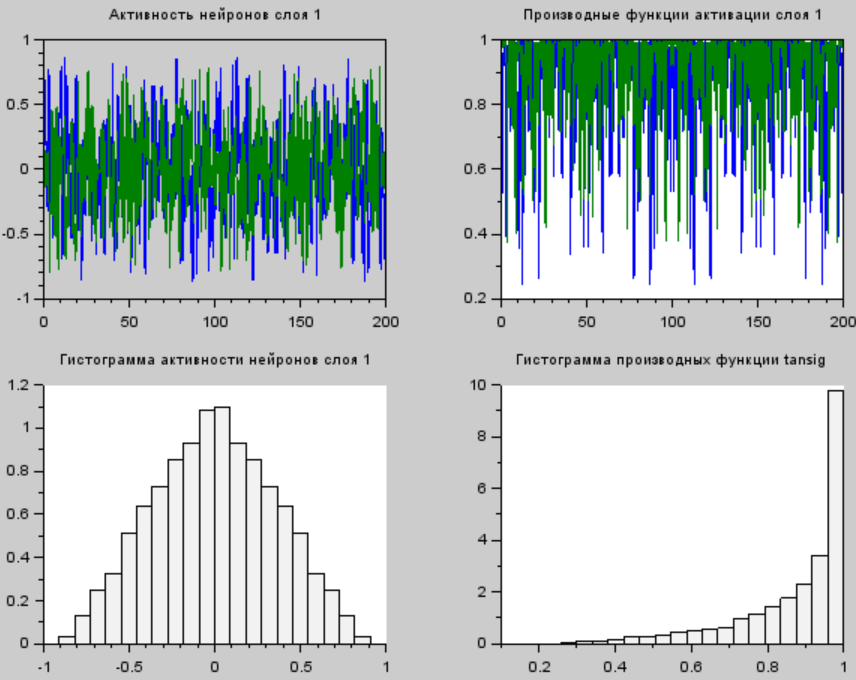 Активность нейронов слоя 1
1
0.5
0
-0.5
-1
0 50 100 150 200
Производные функции активации слоя 1
1
0.8
0.6
0.4
0.2
0 50 100 150 200
Гистограмма активности нейронов слоя 1
1.2
1
0.8
0.6
0.4
0.2
0
-1 -0.5 0 0.5 1
Гистограмма производных функции tansig
10
8
6
4
2
0
0.2 0.4 0.6 0.8 1